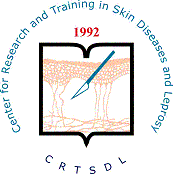 Center for Research and Training in Skin Diseases and Leprosy
1992
CRTSDL